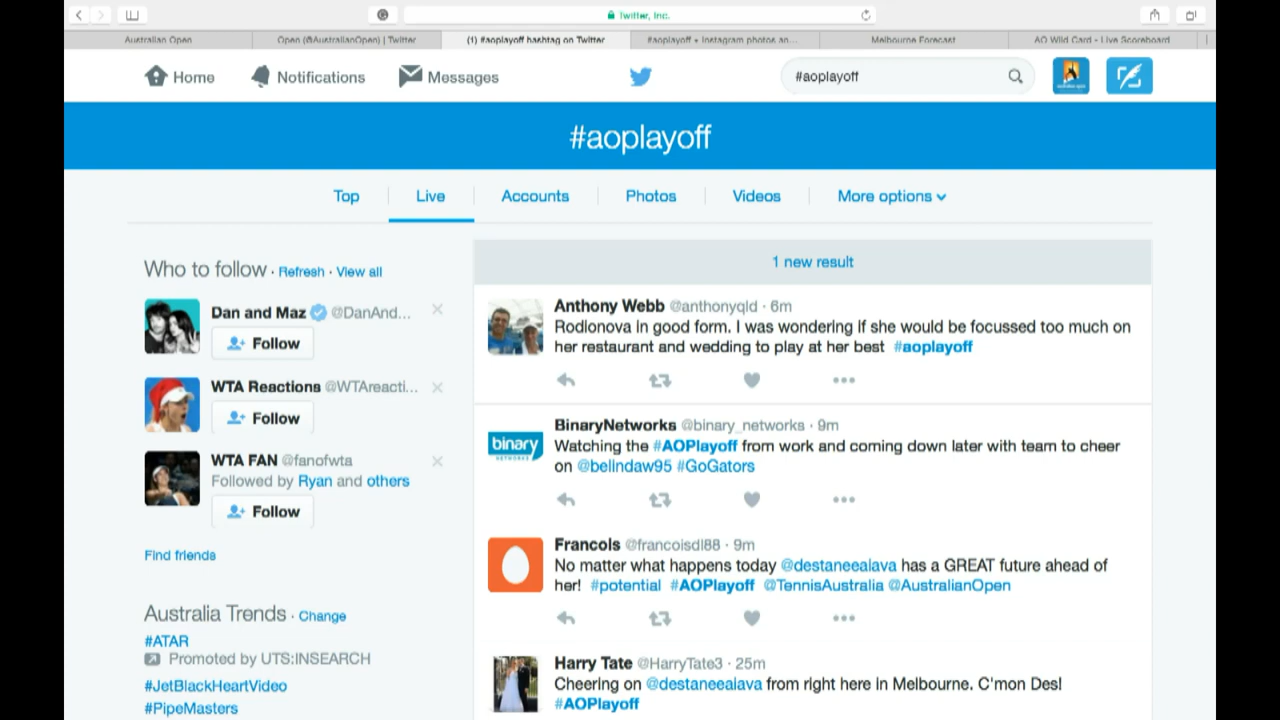 Twitter, Inc.
Australian Open
Open (@AustralianOpen) | Twitter
(1) #aoplayoff hashtag on Twitter
#aoplayoff • Instagram photos an...
Melbourne Forecast
AO Wild Card - Live Scoreboard
Home
Notifications
Messages
#aoplayoff
#aoplayoff
Top
Live
Accounts
Photos
Videos
More options
Who to follow · Refresh · View all
Dan and Maz @DanAnd...
Follow
WTA Reactions @WTAreacti...
Follow
WTA FAN @fanofwta
Followed by Ryan and others
Follow
Find friends
Australia Trends · Change
#ATAR
Promoted by UTS:INSEARCH
#JetBlackHeartVideo
#PipeMasters
1 new result
Anthony Webb @anthonyqld · 6m
Rodionova in good form. I was wondering if she would be focussed too much on
her restaurant and wedding to play at her best #aoplayoff
binary
NETWORKS
BinaryNetworks @binary_networks · 9m
Watching the #AOPlayoff from work and coming down later with team to cheer
on @belindaw95 #GoGators
Francois @francoisdl88 · 9m
No matter what happens today @destaneeaiava has a GREAT future ahead of
her! #potential #AOPlayoff @TennisAustralia @AustralianOpen
Harry Tate @HarryTate3 · 25m
Cheering on @destaneeaiava from right here in Melbourne. C'mon Des!
#AOPlayoff